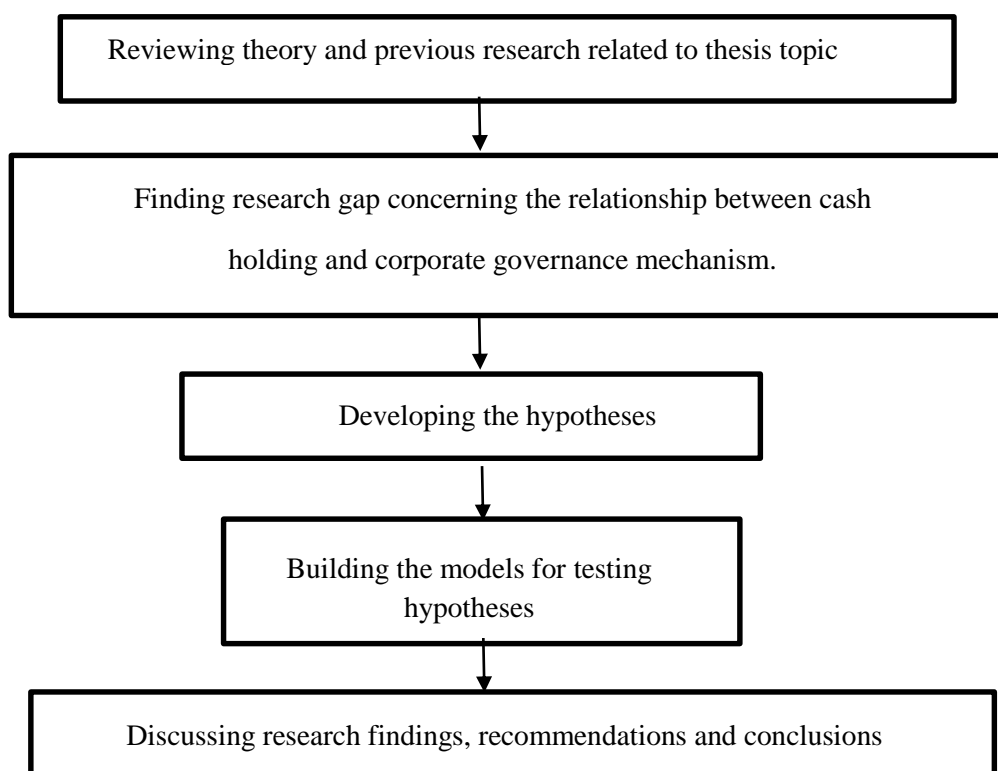 Reviewing theory and previous research related to thesis topic
Finding research gap concerning the relationship between cash
holding and corporate governance mechanism.
Developing the hypotheses
Building the models for testing
hypotheses
Discussing research findings, recommendations and conclusions